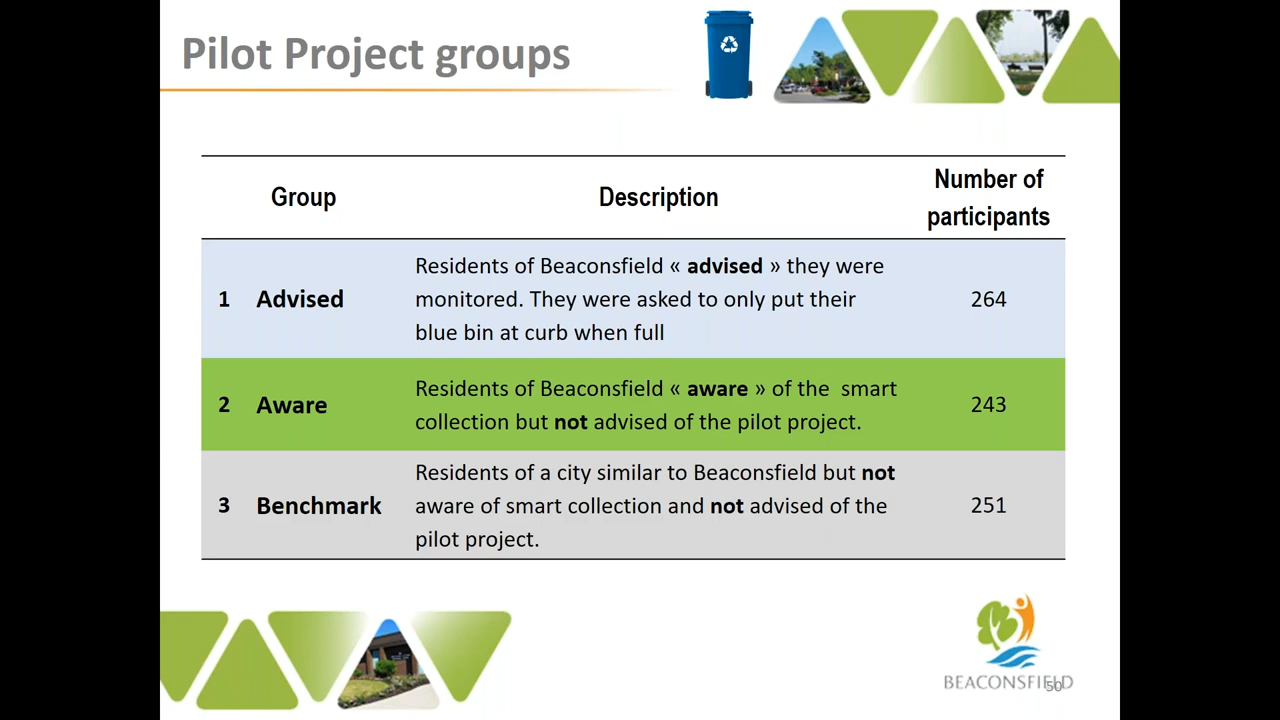 Pilot Project groups
Group
Description
Number of
participants
1
Advised
Residents of Beaconsfield « advised » they were
monitored. They were asked to only put their
blue bin at curb when full
264
2
Aware
Residents of Beaconsfield « aware » of the smart
collection but not advised of the pilot project.
243
3
Benchmark
Residents of a city similar to Beaconsfield but not
aware of smart collection and not advised of the
pilot project.
251
BEACONSFIELD
50